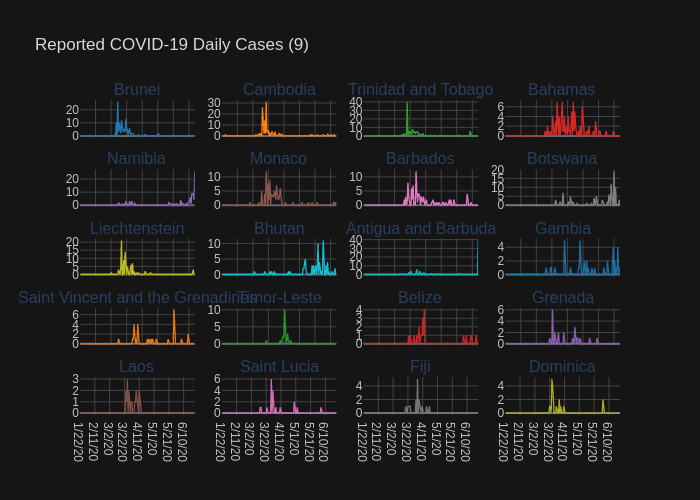 Reported COVID-19 Daily Cases (9)
Brunei Cambodia Trinidad and Tobago Bahamas
20 10 0
30 20 10 0
40 30 20 10 0
6 4 2 0
Namibia Monaco Barbados Botswana
20 10 0
10 5 0
10 5 0
20 15 10 5 0
Liechtenstein Bhutan Antigua and Barbuda Gambia
20 15 10 5 0
10 5 0
40 30 20 10 0
4 2 0
Saint Vincent and the Grenadines Timor-Leste Belize Grenada
6 4 2 0
10 5 0
4 3 2 1 0
6 4 2 0
Laos Saint Lucia Fiji Dominica
3 2 1 0
6 4 2 0
4 2 0
4 2 0
1/22/20 2/11/20 3/2/20 3/22/20 4/11/20 5/1/20 5/21/20 6/10/20
1/22/20 2/11/20 3/2/20 3/22/20 4/11/20 5/1/20 5/21/20 6/10/20
1/22/20 2/11/20 3/2/20 3/22/20 4/11/20 5/1/20 5/21/20 6/10/20
1/22/20 2/11/20 3/2/20 3/22/20 4/11/20 5/1/20 5/21/20 6/10/20